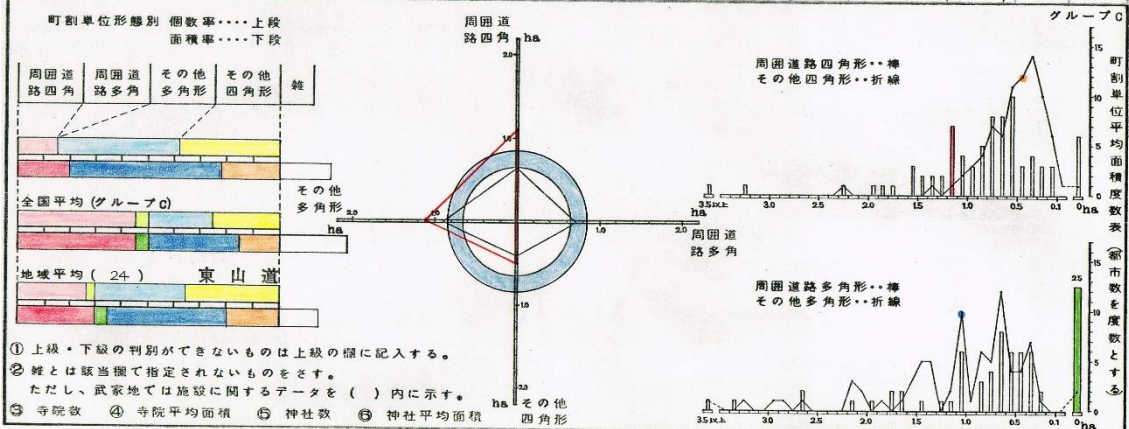 町割単位形態別 個数率‥‥上段
面積率‥‥下段
周囲道路四角
周囲道路多角
その他多角形
その他四角形
雑
全国平均(グループC)
地域平均( 24 ) 東山道
① 上級・下級の判別ができないものは上級の欄に記入する。
② 雑とは該当欄で指定されないものをさす。
ただし、武家地では施設に関するデータを( )内に示す。
③ 寺院数 ④ 寺院平均面積 ⑤ 神社数 ⑥ 神社平均面積
周囲道路四角
ha
2.0
1.0
その他多角形
2.0
ha
1.0
2.0
ha
周囲道路多角
1.0
2.0
ha
その他四角形
グループC
周囲道路四角形‥棒
その他四角形‥折線
15
10
5
0
3.5以上 3.0 2.5 2.0 1.5 1.0 0.5 0.1 0 ha
周囲道路多角形‥棒
その他多角形‥折線
25
15
10
5
0
3.5以上 3.0 2.5 2.0 1.5 1.0 0.5 0.1 0 ha
町割単位平均面積度数表(都市数を度数とする)